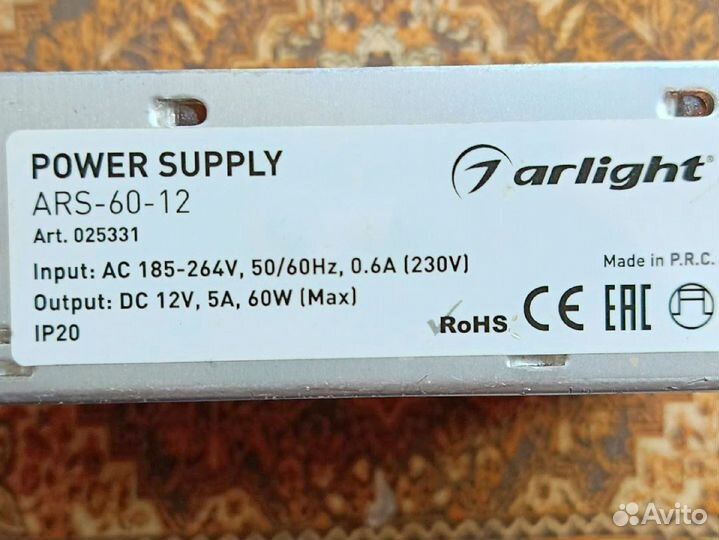 POWER SUPPLY
arlight®
ARS-60-12
Art. 025331
Input: AC 185-264V, 50/60Hz, 0.6A (230V)
Made in P.R.C.
Output: DC 12V, 5A, 60W (Max)
IP20
RoHS CE EAC
Avito